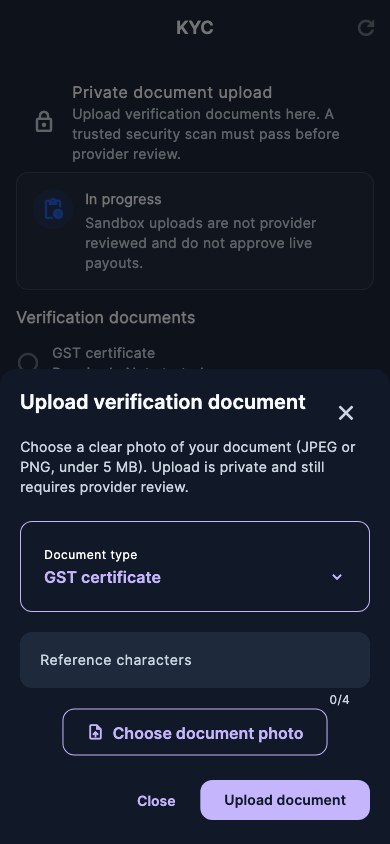 KYC
Private document upload
Upload verification documents here. A
trusted security scan must pass before
provider review.
In progress
Sandbox uploads are not provider
reviewed and do not approve live
payouts.
Verification documents
GST certificate
Upload verification document
Choose a clear photo of your document (JPEG or
PNG, under 5 MB). Upload is private and still
requires provider review.
Document type
GST certificate
Reference characters
0/4
Choose document photo
Close
Upload document